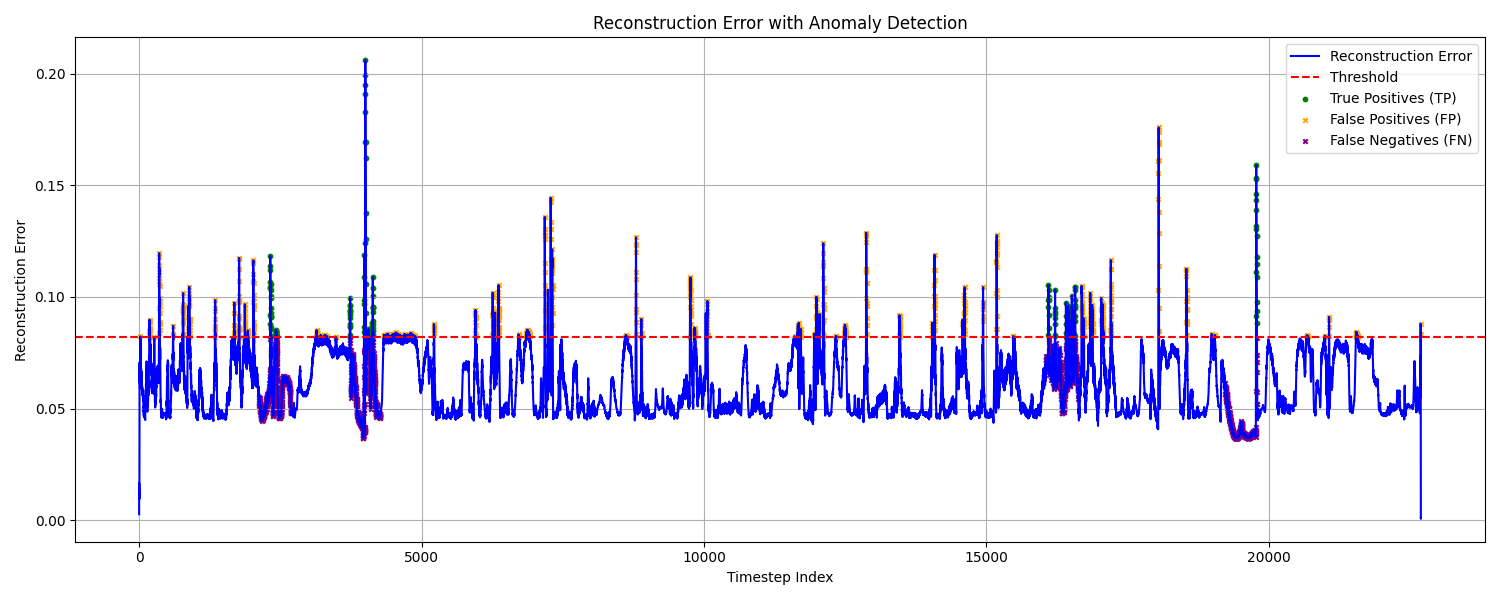 Reconstruction Error with Anomaly Detection
Reconstruction Error
Threshold
True Positives (TP)
False Positives (FP)
False Negatives (FN)
Reconstruction Error
0.20
0.15
0.10
0.05
0.00
0
5000
10000
15000
20000
Timestep Index